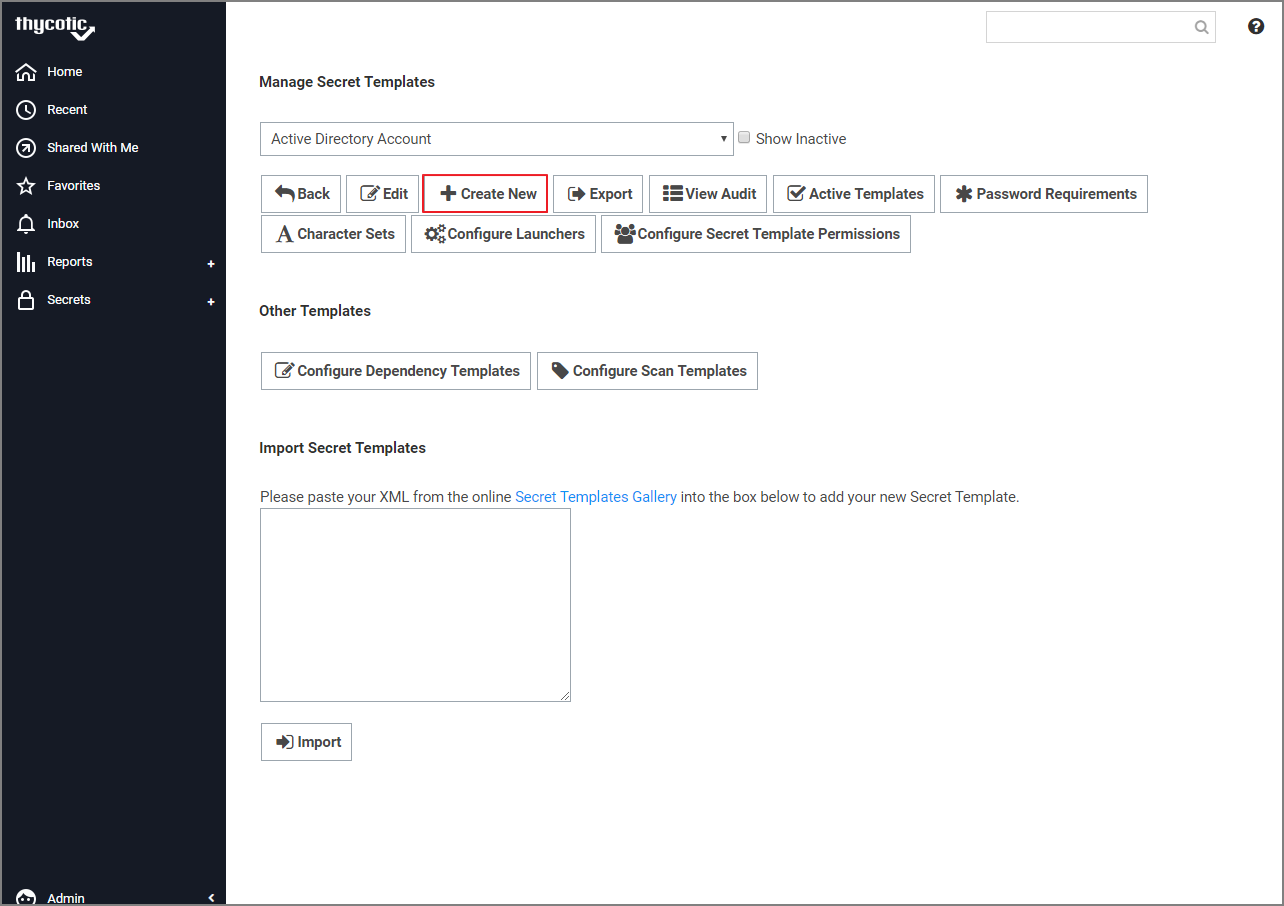 thycotic
Home
Recent
Shared With Me
Favorites
Inbox
Reports +
Secrets +
Admin
Manage Secret Templates
Active Directory Account Show Inactive
Back Edit Create New Export View Audit Active Templates Password Requirements
Character Sets Configure Launchers Configure Secret Template Permissions
Other Templates
Configure Dependency Templates Configure Scan Templates
Import Secret Templates
Please paste your XML from the online Secret Templates Gallery into the box below to add your new Secret Template.
Import